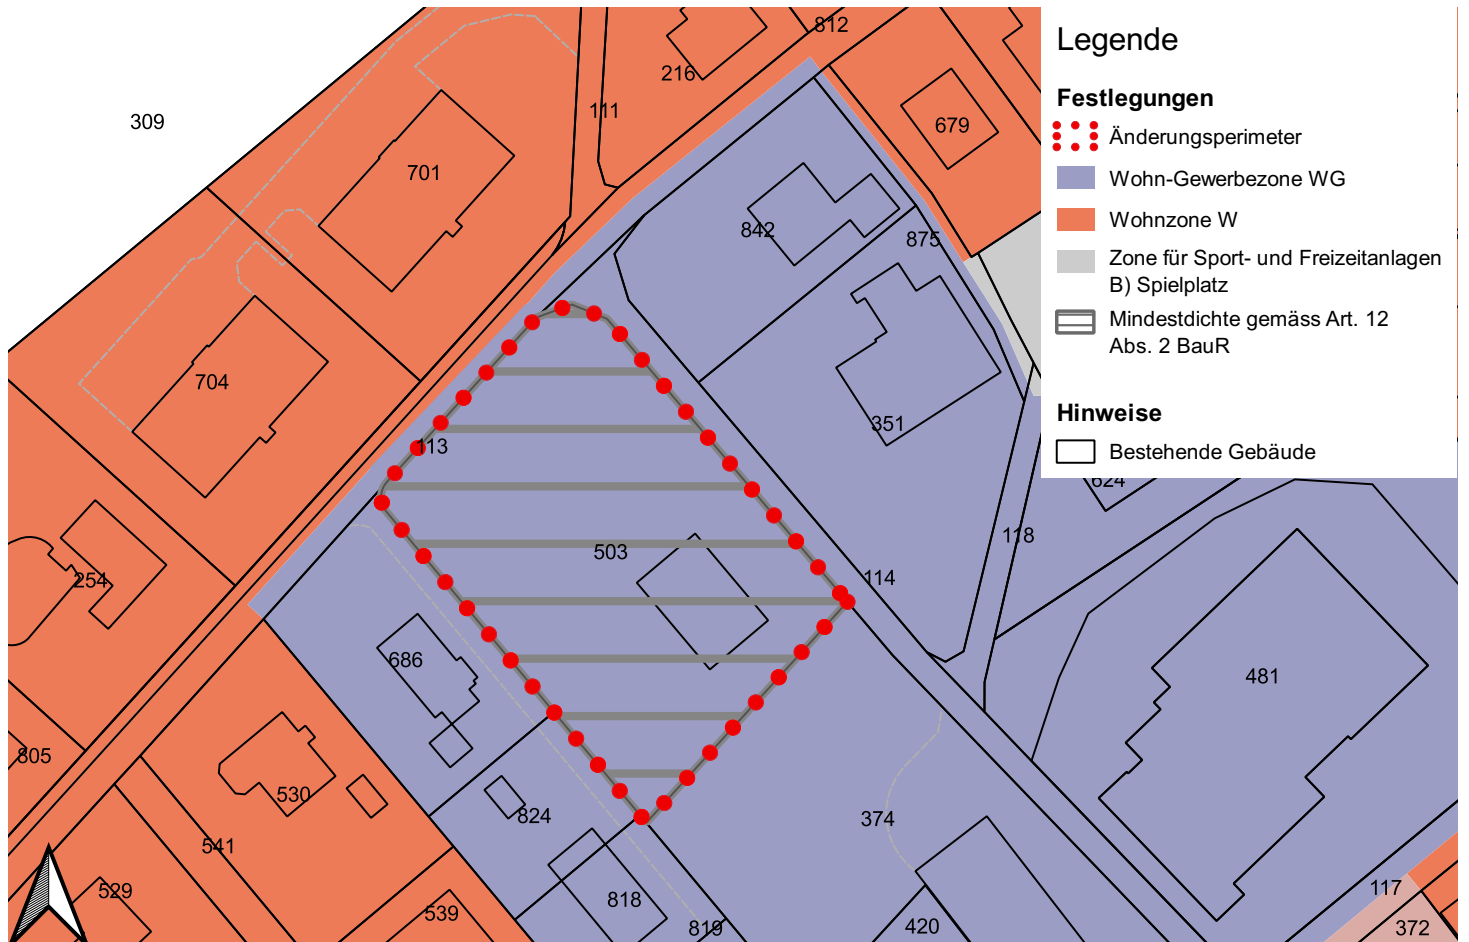 Legende
Festlegungen
Änderungsperimeter
Wohn-Gewerbezone WG
Wohnzone W
Zone für Sport- und Freizeitanlagen
B) Spielplatz
Mindestdichte gemäss Art. 12
Abs. 2 BauR
Hinweise
Bestehende Gebäude
812
216
111
309
679
701
842
875
704
351
113
624
118
503
114
254
686
481
805
530
824
374
541
529
539
818
819
420
117
372